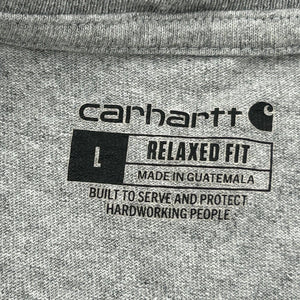 carhartt
L RELAXED FIT
MADE IN GUATEMALA
BUILT TO SERVE AND PROTECT
HARDWORKING PEOPLE